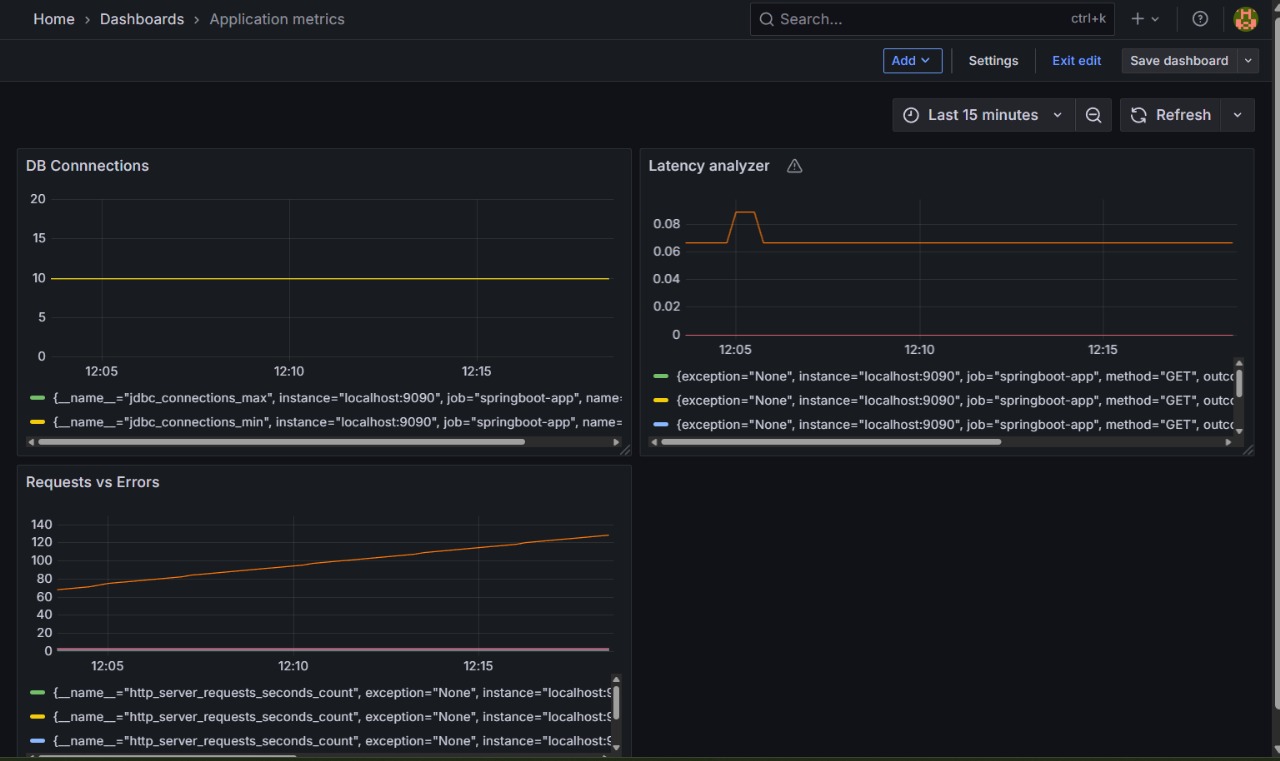 Home › Dashboards › Application metrics
Search... ctrl+k
Add Settings Exit edit Save dashboard
Last 15 minutes Refresh
DB Connnections
20
15
10
5
0
12:05 12:10 12:15
{__name__="jdbc_connections_max", instance="localhost:9090", job="springboot-app", name=
{__name__="jdbc_connections_min", instance="localhost:9090", job="springboot-app", name=
Latency analyzer
0.08
0.06
0.04
0.02
0
12:05 12:10 12:15
{exception="None", instance="localhost:9090", job="springboot-app", method="GET", outco
{exception="None", instance="localhost:9090", job="springboot-app", method="GET", outco
{exception="None", instance="localhost:9090", job="springboot-app", method="GET", outco
Requests vs Errors
140
120
100
80
60
40
20
0
12:05 12:10 12:15
{__name__="http_server_requests_seconds_count", exception="None", instance="localhost:9
{__name__="http_server_requests_seconds_count", exception="None", instance="localhost:9
{__name__="http_server_requests_seconds_count", exception="None", instance="localhost:9